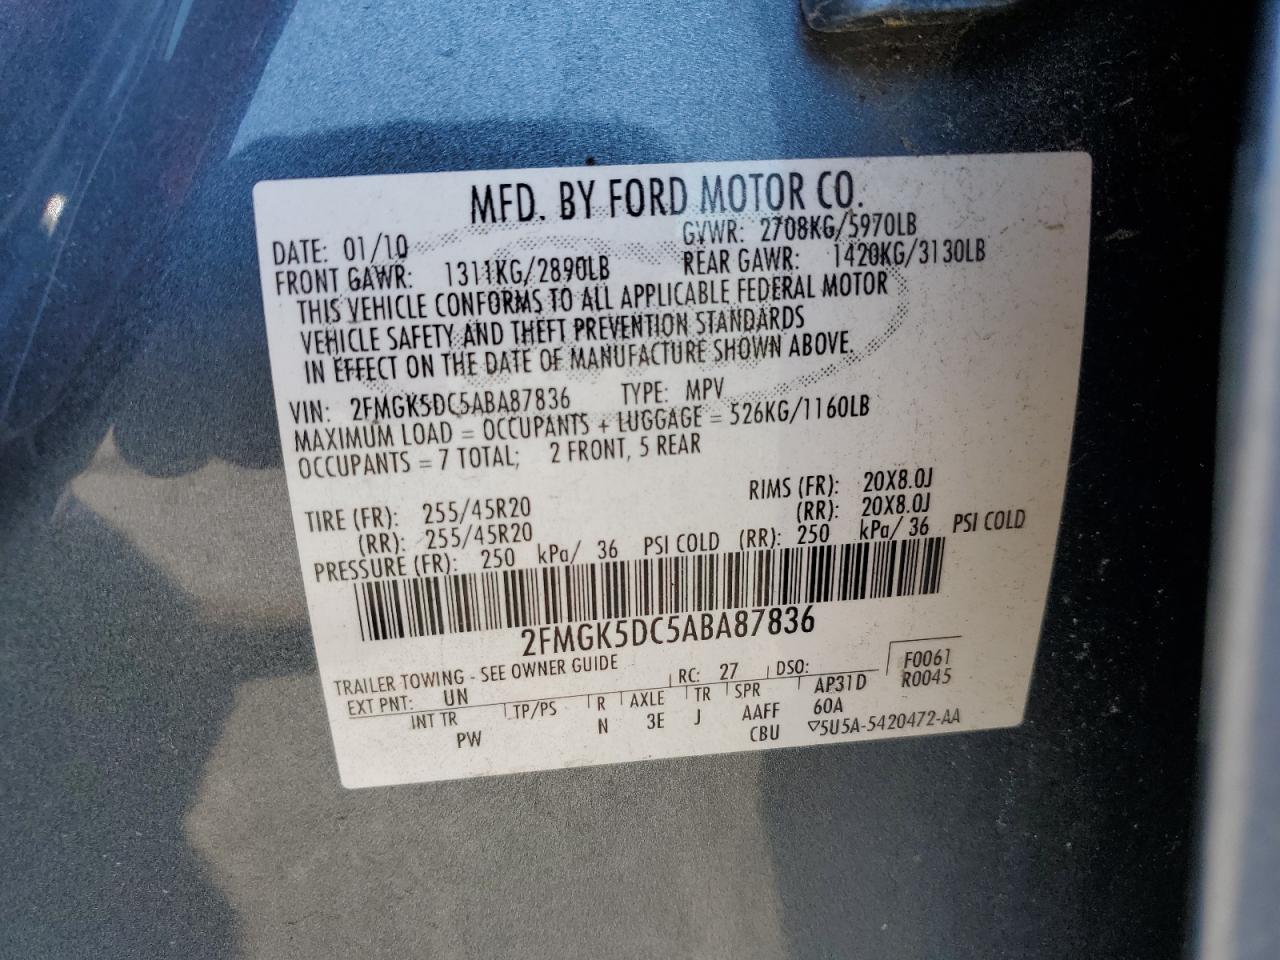 MFD. BY FORD MOTOR CO.
DATE: 01/10 GVWR: 2708KG/5970LB
FRONT GAWR: 1311KG/2890LB REAR GAWR: 1420KG/3130LB
THIS VEHICLE CONFORMS TO ALL APPLICABLE FEDERAL MOTOR
VEHICLE SAFETY AND THEFT PREVENTION STANDARDS
IN EFFECT ON THE DATE OF MANUFACTURE SHOWN ABOVE.
VIN: 2FMGK5DC5ABA87836 TYPE: MPV
MAXIMUM LOAD = OCCUPANTS + LUGGAGE = 526KG/1160LB
OCCUPANTS = 7 TOTAL; 2 FRONT, 5 REAR
TIRE (FR): 255/45R20 RIMS (FR): 20X8.0J
(RR): 255/45R20 (RR): 20X8.0J
PRESSURE (FR): 250 kPa/ 36 PSI COLD (RR): 250 kPa/ 36 PSI COLD
2FMGK5DC5ABA87836
TRAILER TOWING - SEE OWNER GUIDE
EXT PNT: UN RC: 27 DSO: F0061
INT TR TP/PS R AXLE TR SPR AP31D R0045
PW N 3E J AAFF 60A
CBU ▽5U5A-5420472-AA